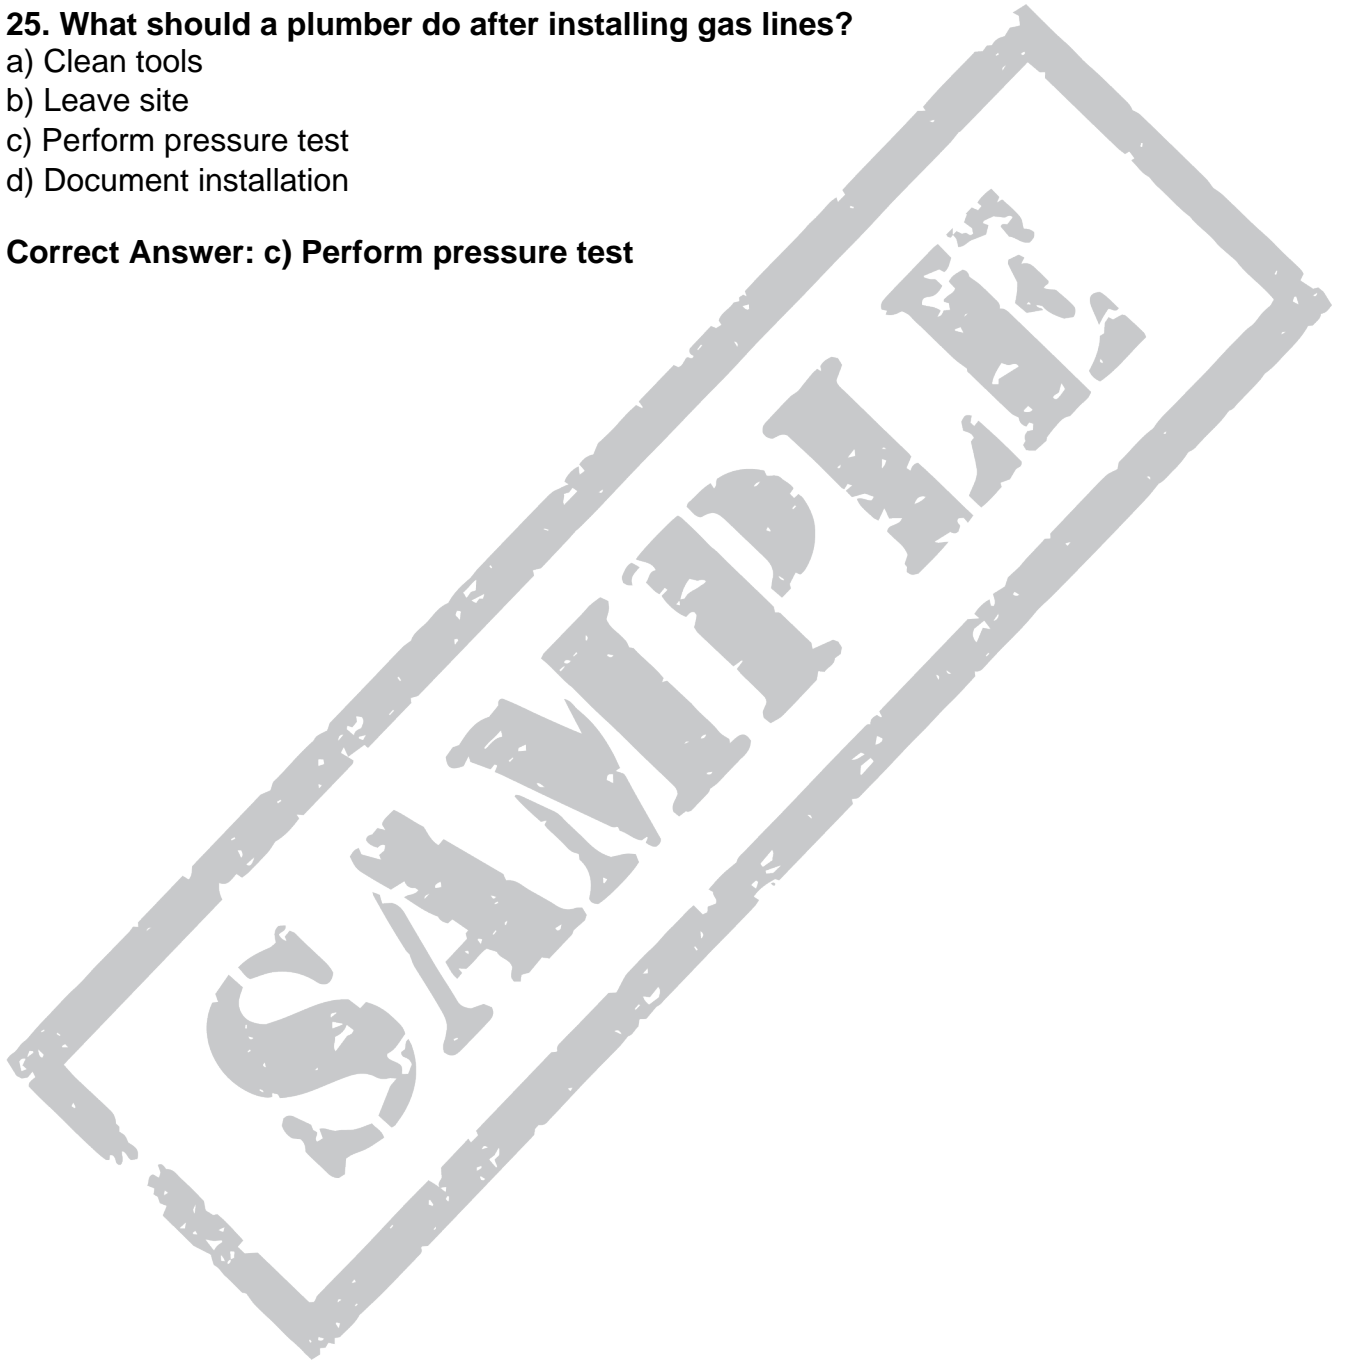 25. What should a plumber do after installing gas lines?
a) Clean tools
b) Leave site
c) Perform pressure test
d) Document installation
Correct Answer: c) Perform pressure test
SAMPLE